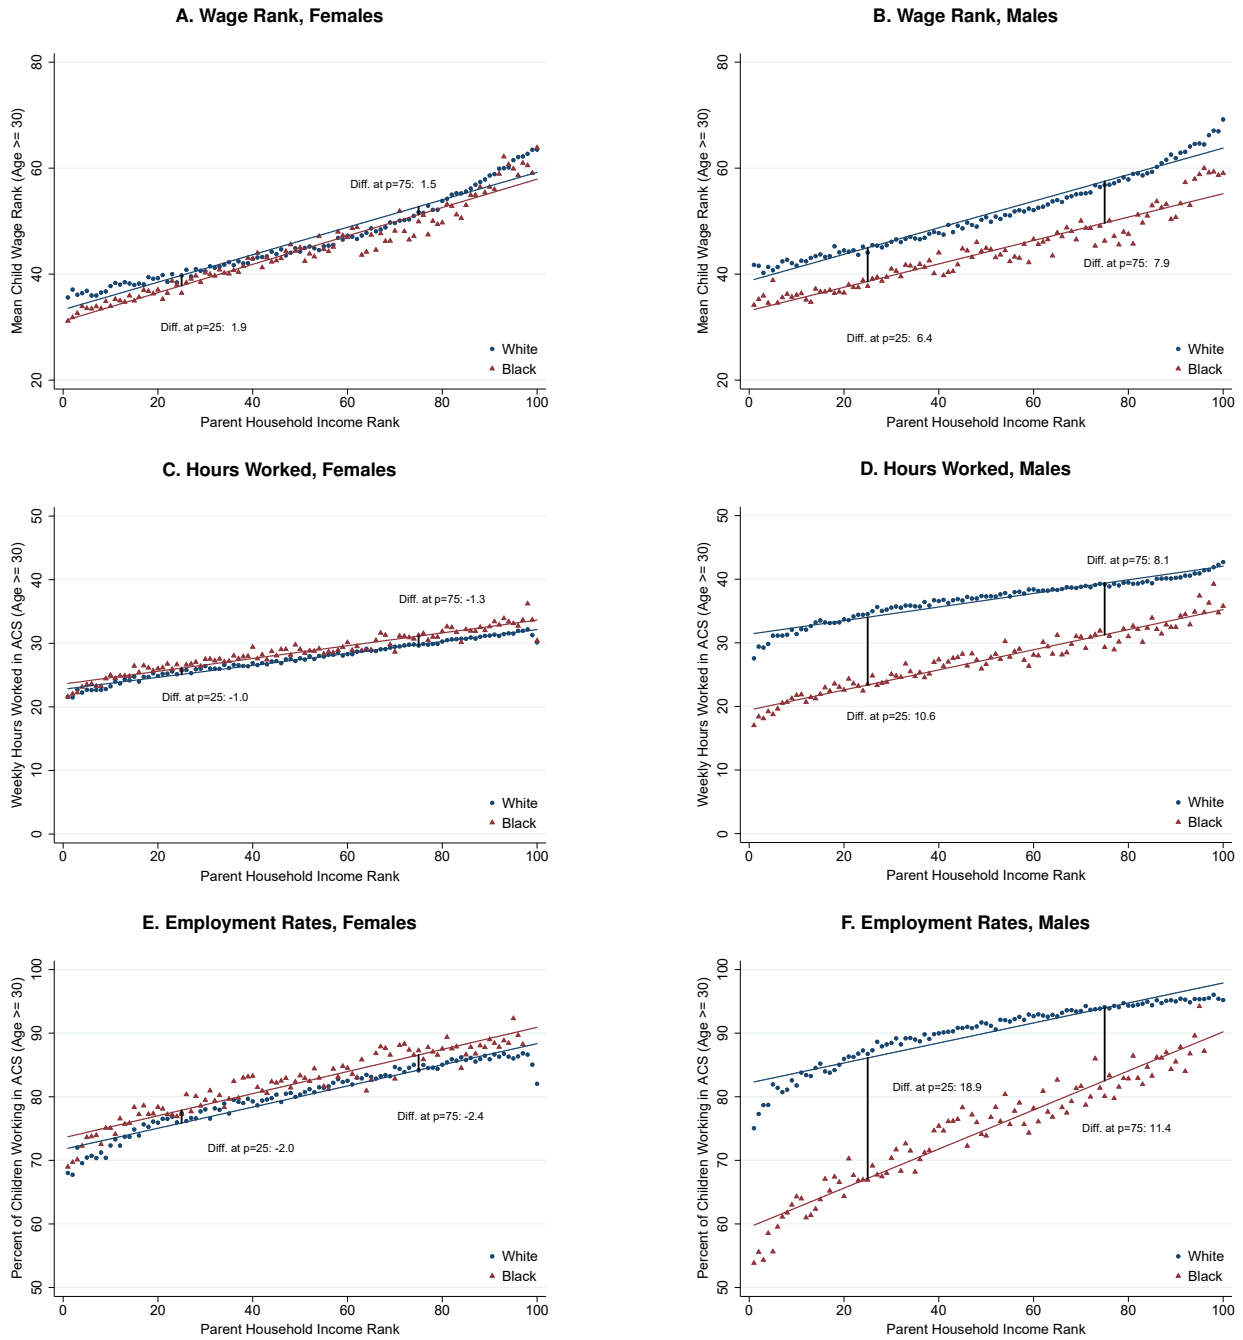 A. Wage Rank, Females
Mean Child Wage Rank (Age >= 30)
80
60
40
20
Diff. at p=75: 1.5
Diff. at p=25: 1.9
White
Black
0 20 40 60 80 100
Parent Household Income Rank
B. Wage Rank, Males
Mean Child Wage Rank (Age >= 30)
80
60
40
20
Diff. at p=75: 7.9
Diff. at p=25: 6.4
White
Black
0 20 40 60 80 100
Parent Household Income Rank
C. Hours Worked, Females
Weekly Hours Worked in ACS (Age >= 30)
50
40
30
20
10
0
Diff. at p=75: -1.3
Diff. at p=25: -1.0
White
Black
0 20 40 60 80 100
Parent Household Income Rank
D. Hours Worked, Males
Weekly Hours Worked in ACS (Age >= 30)
50
40
30
20
10
0
Diff. at p=75: 8.1
Diff. at p=25: 10.6
White
Black
0 20 40 60 80 100
Parent Household Income Rank
E. Employment Rates, Females
Percent of Children Working in ACS (Age >= 30)
100
90
80
70
60
50
Diff. at p=75: -2.4
Diff. at p=25: -2.0
White
Black
0 20 40 60 80 100
Parent Household Income Rank
F. Employment Rates, Males
Percent of Children Working in ACS (Age >= 30)
100
90
80
70
60
50
Diff. at p=25: 18.9
Diff. at p=75: 11.4
White
Black
0 20 40 60 80 100
Parent Household Income Rank